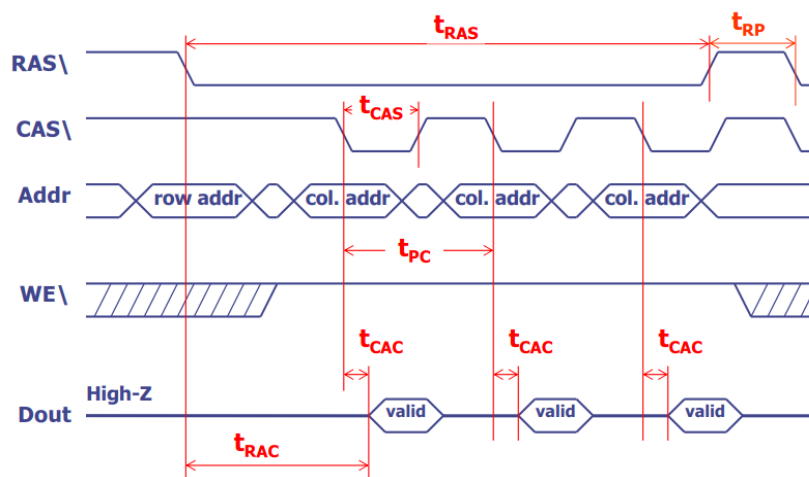 tRAS
tRP
RAS\
tCAS
CAS\
Addr
row addr
col. addr
col. addr
col. addr
tPC
WE\
tCAC
tCAC
tCAC
High-Z
Dout
valid
valid
valid
tRAC